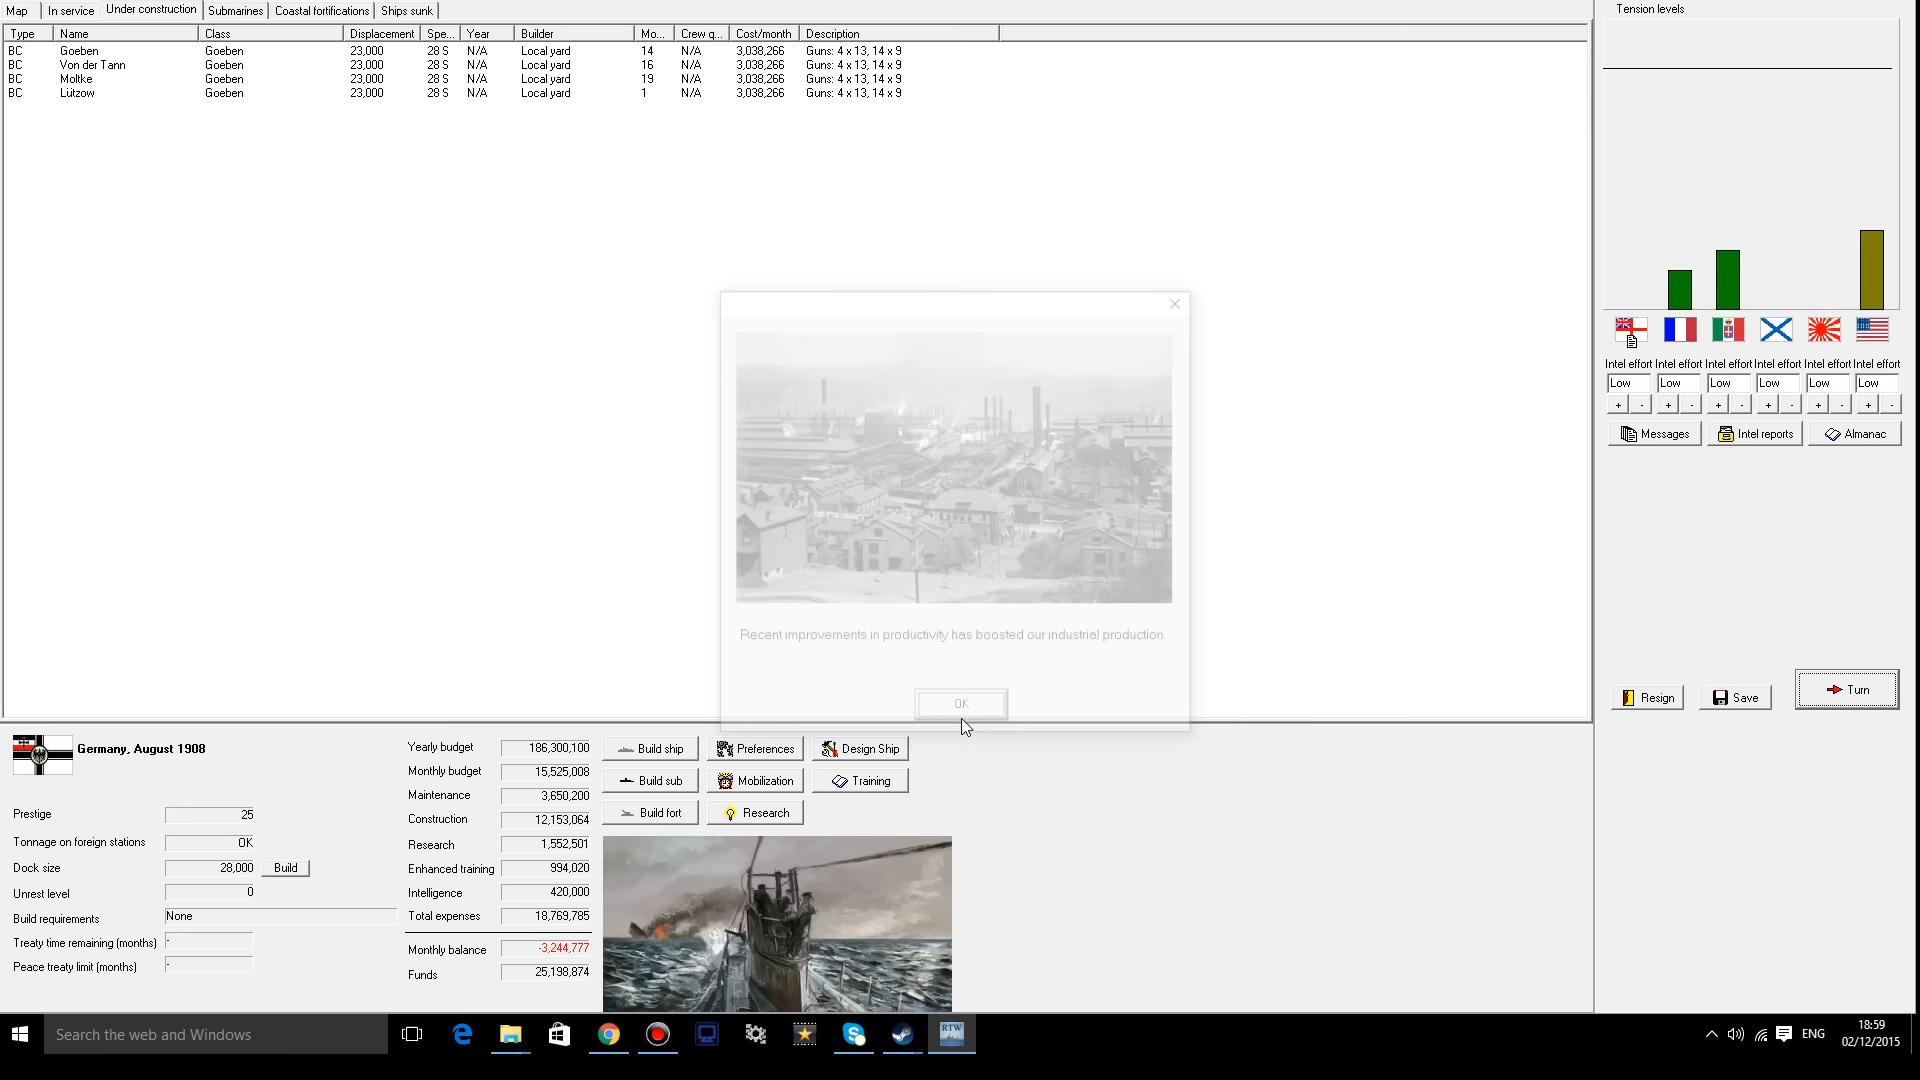 Map In service Under construction Submarines Coastal fortifications Ships sunk
Type Name Class Displacement Spe... Year Builder Mo... Crew q... Cost/month Description
BC Goeben Goeben 23,000 28 S N/A Local yard 14 N/A 3,038,266 Guns: 4 x 13, 14 x 9
BC Von der Tann Goeben 23,000 28 S N/A Local yard 16 N/A 3,038,266 Guns: 4 x 13, 14 x 9
BC Moltke Goeben 23,000 28 S N/A Local yard 19 N/A 3,038,266 Guns: 4 x 13, 14 x 9
BC Lützow Goeben 23,000 28 S N/A Local yard 1 N/A 3,038,266 Guns: 4 x 13, 14 x 9
Tension levels
Intel effort Intel effort Intel effort Intel effort Intel effort Intel effort
Low Low Low Low Low Low
+ - + - + - + - + - + -
Messages Intel reports Almanac
Recent improvements in productivity has boosted our industrial production.
OK
Resign Save Turn
Germany, August 1908
Prestige 25
Tonnage on foreign stations OK
Dock size 28,000 Build
Unrest level 0
Build requirements None
Treaty time remaining (months) -
Peace treaty limit (months) -
Yearly budget 186,300,100
Monthly budget 15,525,008
Maintenance 3,650,200
Construction 12,153,064
Research 1,552,501
Enhanced training 994,020
Intelligence 420,000
Total expenses 18,769,785
Monthly balance -3,244,777
Funds 25,198,874
Build ship Preferences Design Ship
Build sub Mobilization Training
Build fort Research
Search the web and Windows
RTW
ENG
18:59
02/12/2015